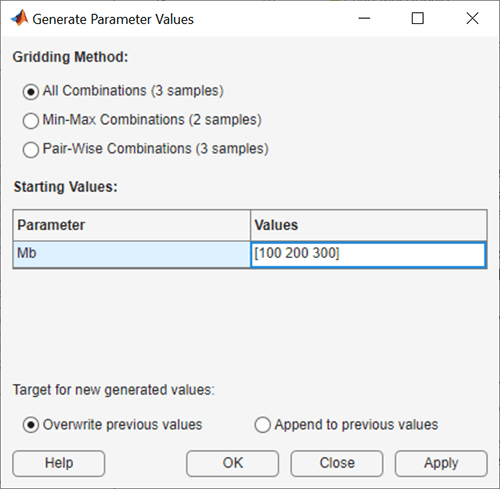 Generate Parameter Values
Gridding Method:
All Combinations (3 samples)
Min-Max Combinations (2 samples)
Pair-Wise Combinations (3 samples)
Starting Values:
Parameter Values
Mb [100 200 300]
Target for new generated values:
Overwrite previous values Append to previous values
Help OK Close Apply